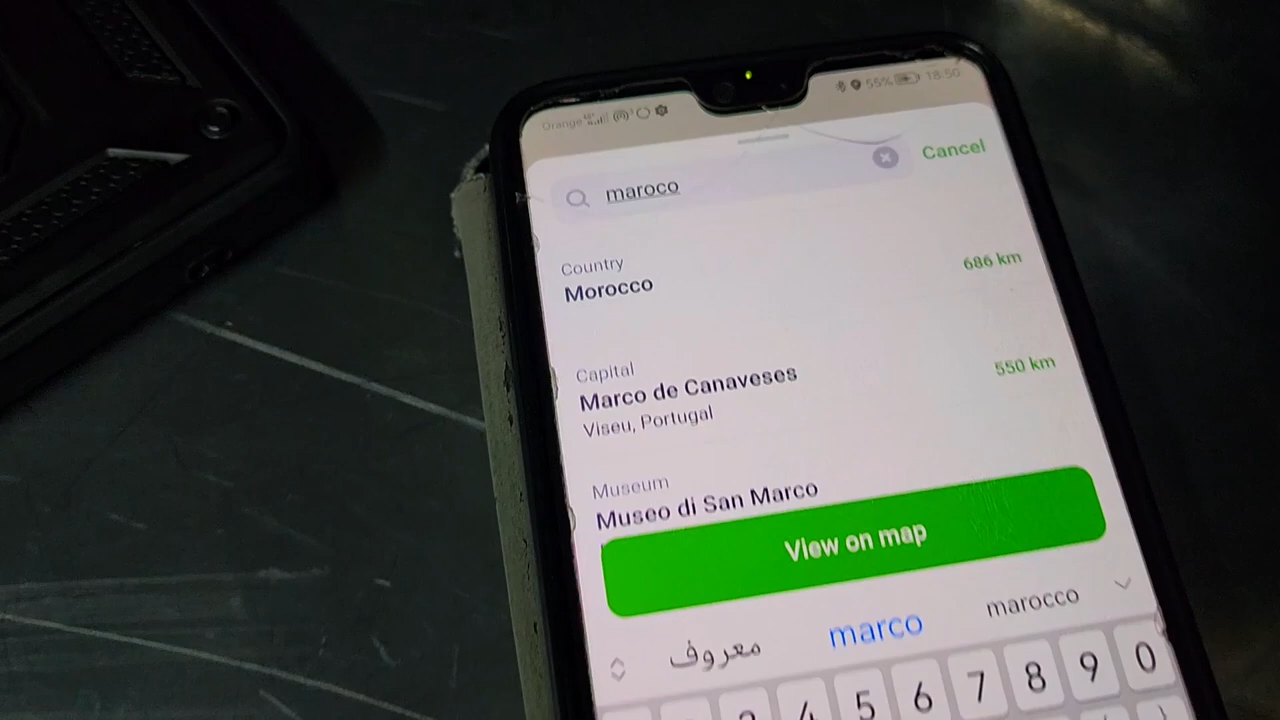 Orange 55% 18:50
maroco Cancel
Country
Morocco
686 km
Capital
Marco de Canaveses
Viseu, Portugal
550 km
Museum
Museo di San Marco
View on map
معروف marco marocco
4 5 6 7 8 9 0